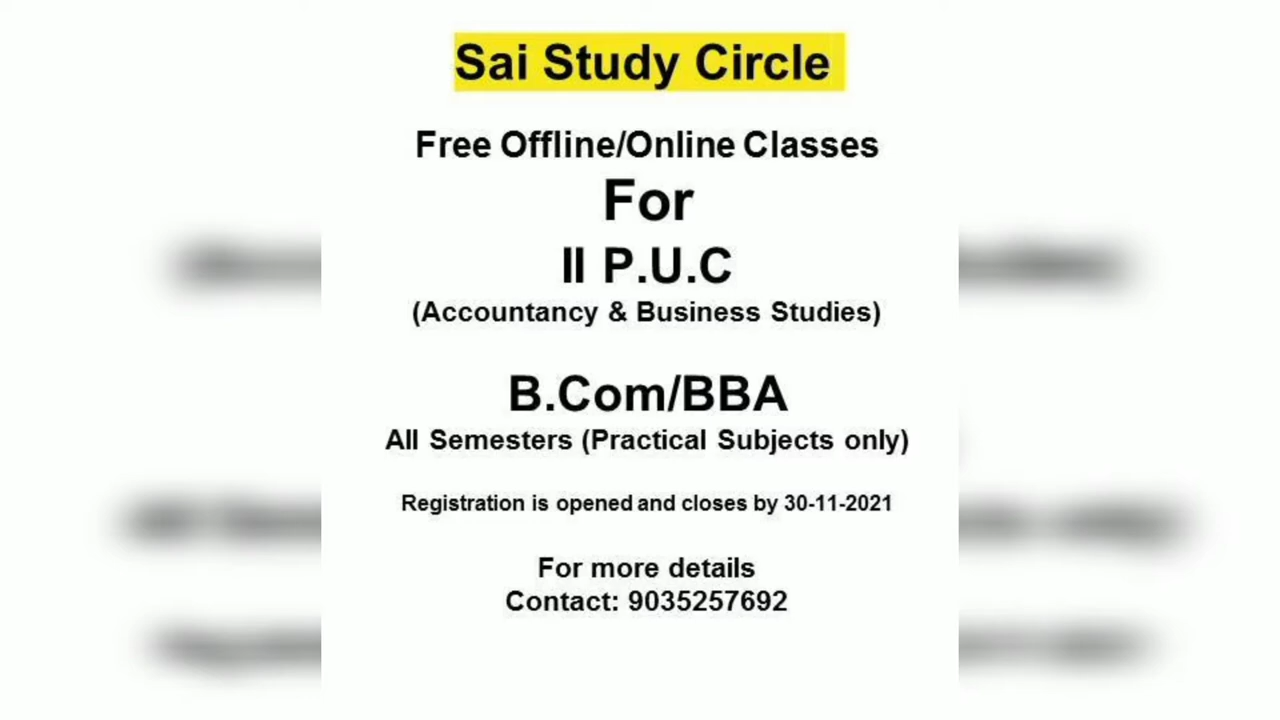 Sai Study Circle
Free Offline/Online Classes
For
II P.U.C
(Accountancy & Business Studies)
B.Com/BBA
All Semesters (Practical Subjects only)
Registration is opened and closes by 30-11-2021
For more details
Contact: 9035257692